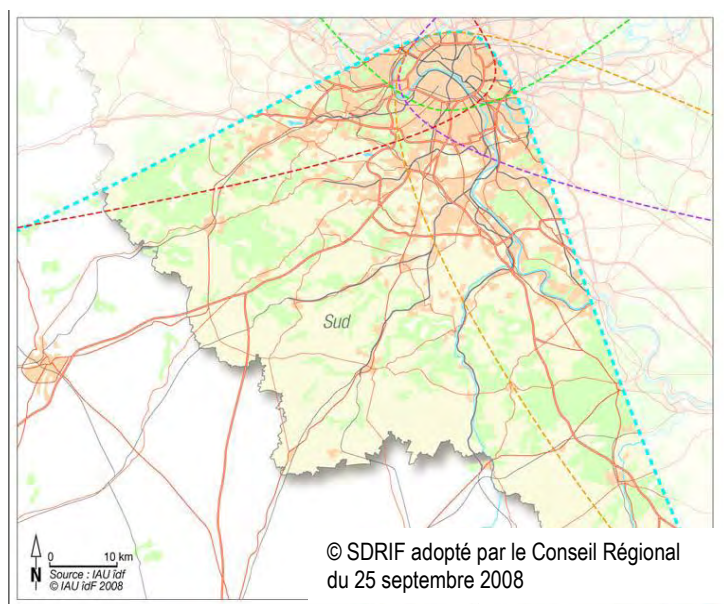 Sud
0 10 km
N
Source : IAU îdf
© IAU îdF 2008
© SDRIF adopté par le Conseil Régional
du 25 septembre 2008